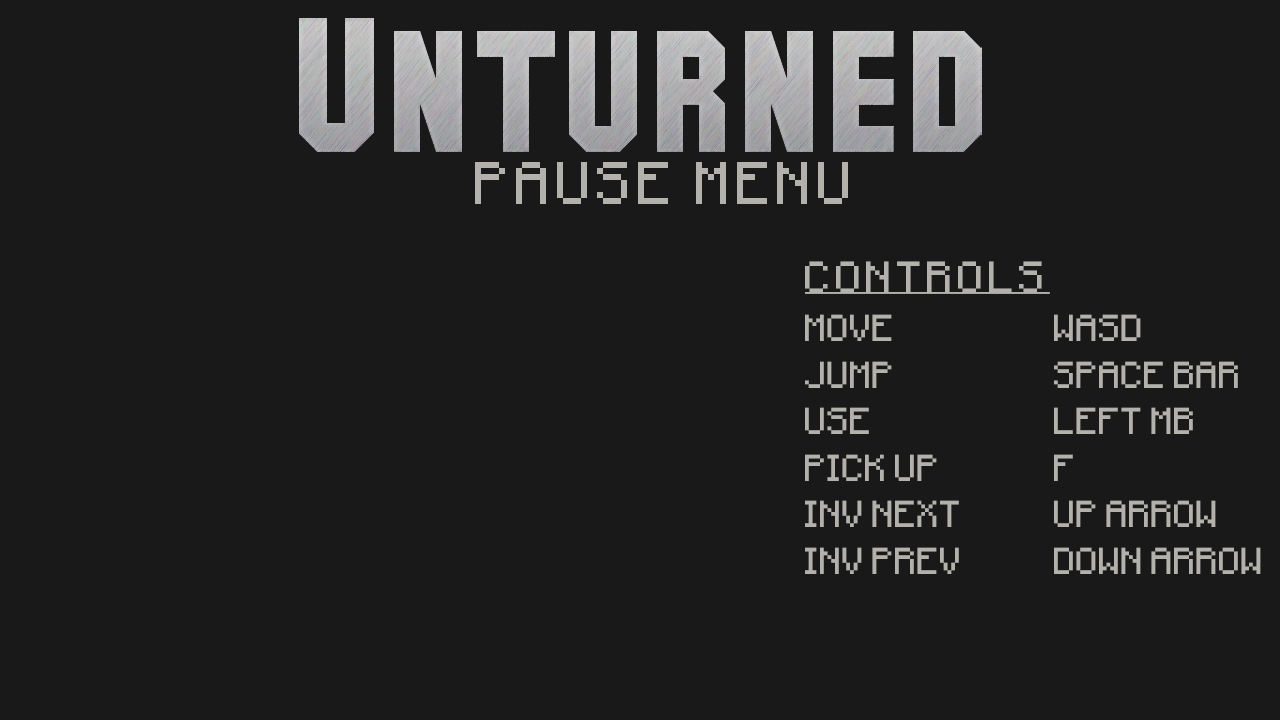 UNTURNED
PAUSE MENU
CONTROLS
MOVE WASD
JUMP SPACE BAR
USE LEFT MB
PICK UP F
INV NEXT UP ARROW
INV PREV DOWN ARROW